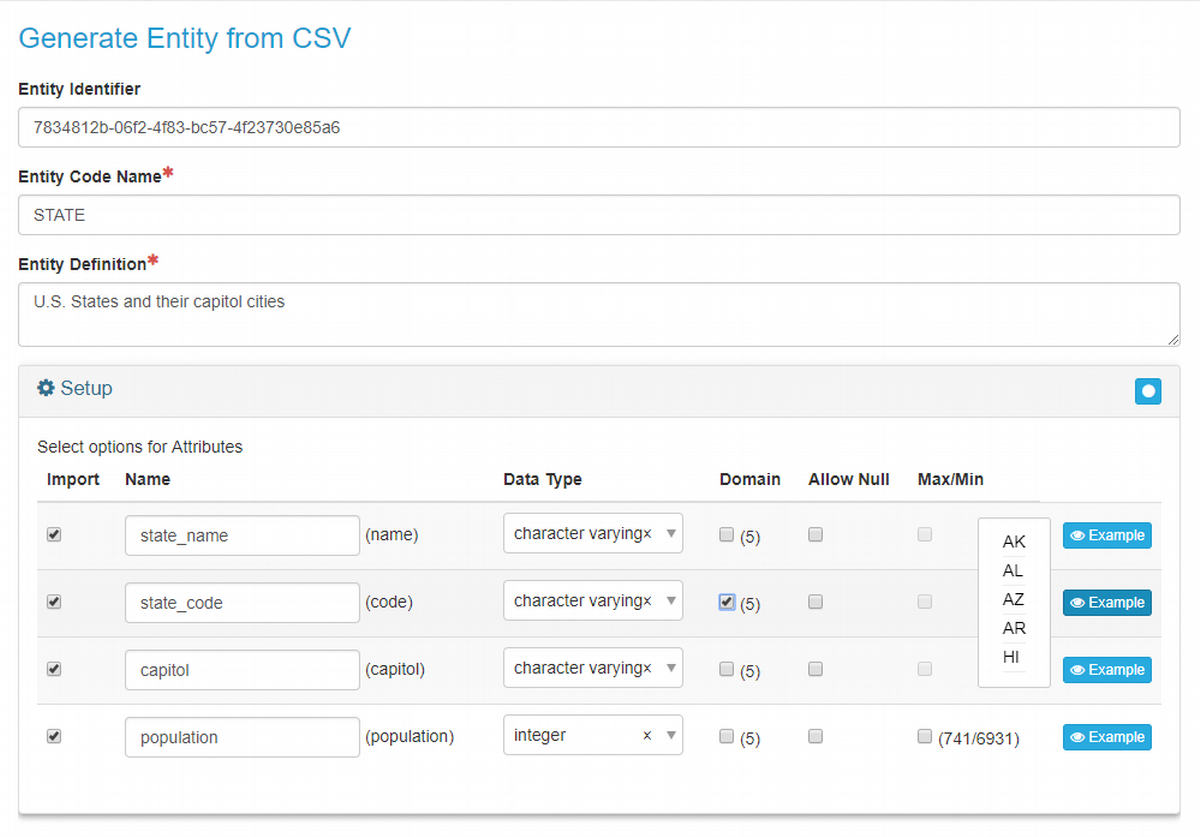 Generate Entity from CSV
Entity Identifier
7834812b-06f2-4f83-bc57-4f23730e85a6
Entity Code Name*
STATE
Entity Definition*
U.S. States and their capitol cities
Setup
Select options for Attributes
Import Name Data Type Domain Allow Null Max/Min
state_name (name) character varying× (5) Example
state_code (code) character varying× (5) Example
capitol (capitol) character varying× (5) Example
population (population) integer × (5) (741/6931) Example
AK
AL
AZ
AR
HI